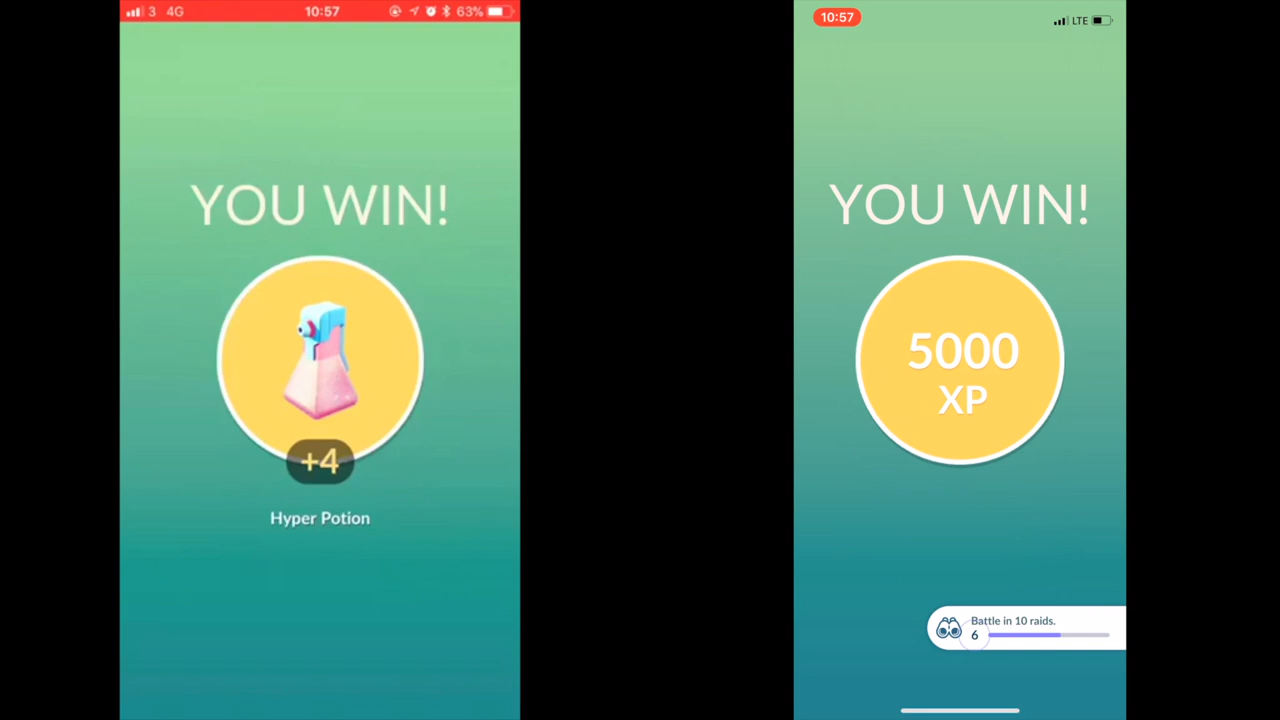 3 4G 10:57 63%
YOU WIN!
+4
Hyper Potion
10:57 LTE
YOU WIN!
5000
XP
Battle in 10 raids.
6